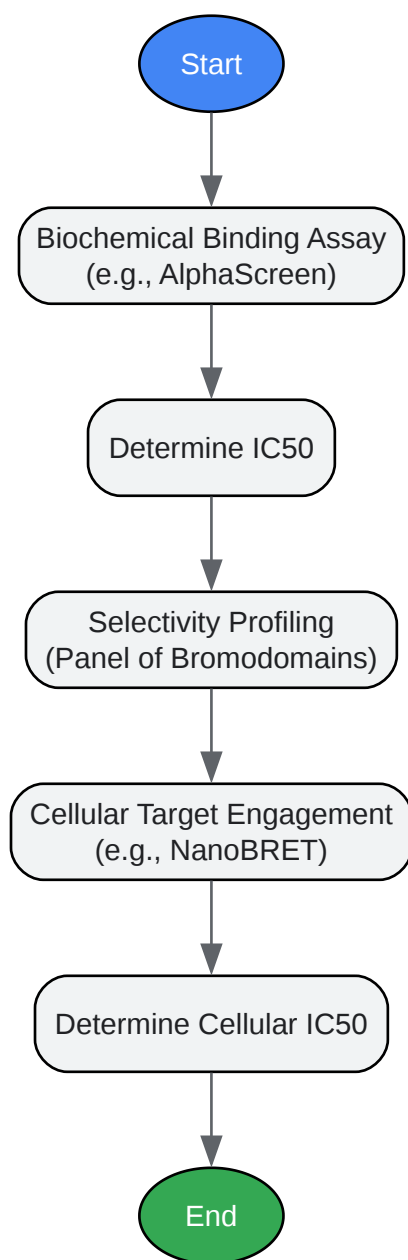 Start
Biochemical Binding Assay
(e.g., AlphaScreen)
Determine IC50
Selectivity Profiling
(Panel of Bromodomains)
Cellular Target Engagement
(e.g., NanoBRET)
Determine Cellular IC50
End